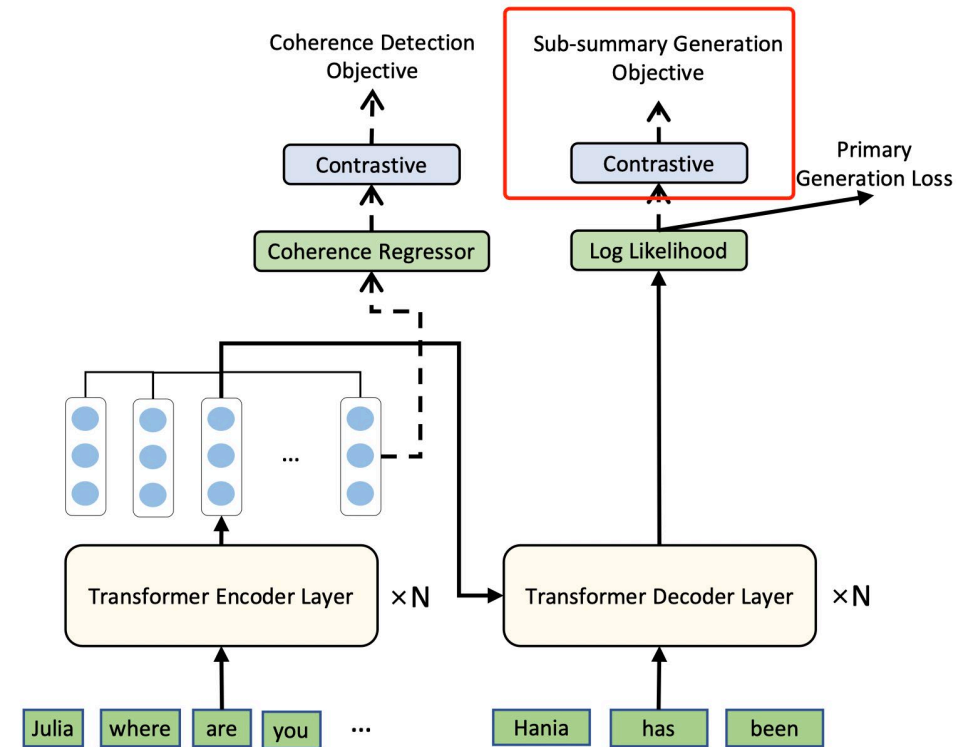 Coherence Detection
Objective
Sub-summary Generation
Objective
Contrastive
Contrastive
Primary
Generation Loss
Coherence Regressor
Log Likelihood
...
Transformer Encoder Layer
×N
Transformer Decoder Layer
×N
Julia where are you ...
Hania has been